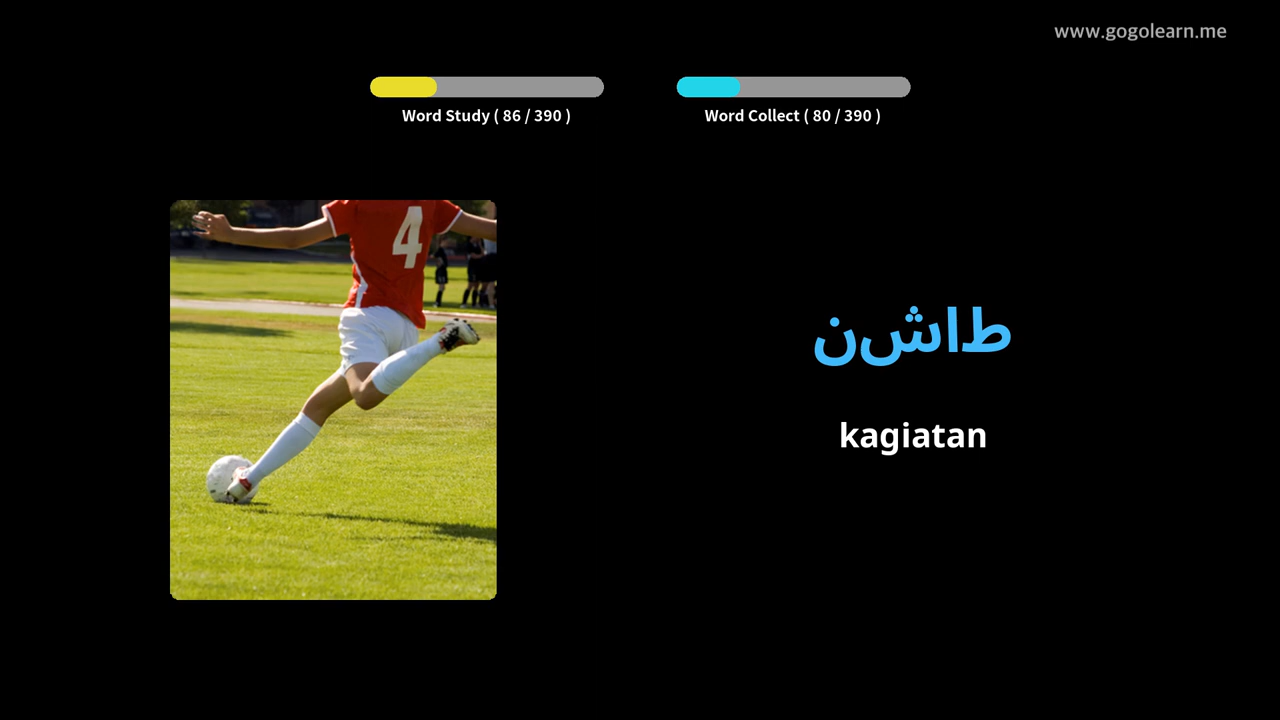 www.gogolearn.me
Word Study ( 86 / 390 )
Word Collect ( 80 / 390 )
4
طاشن
kagiatan